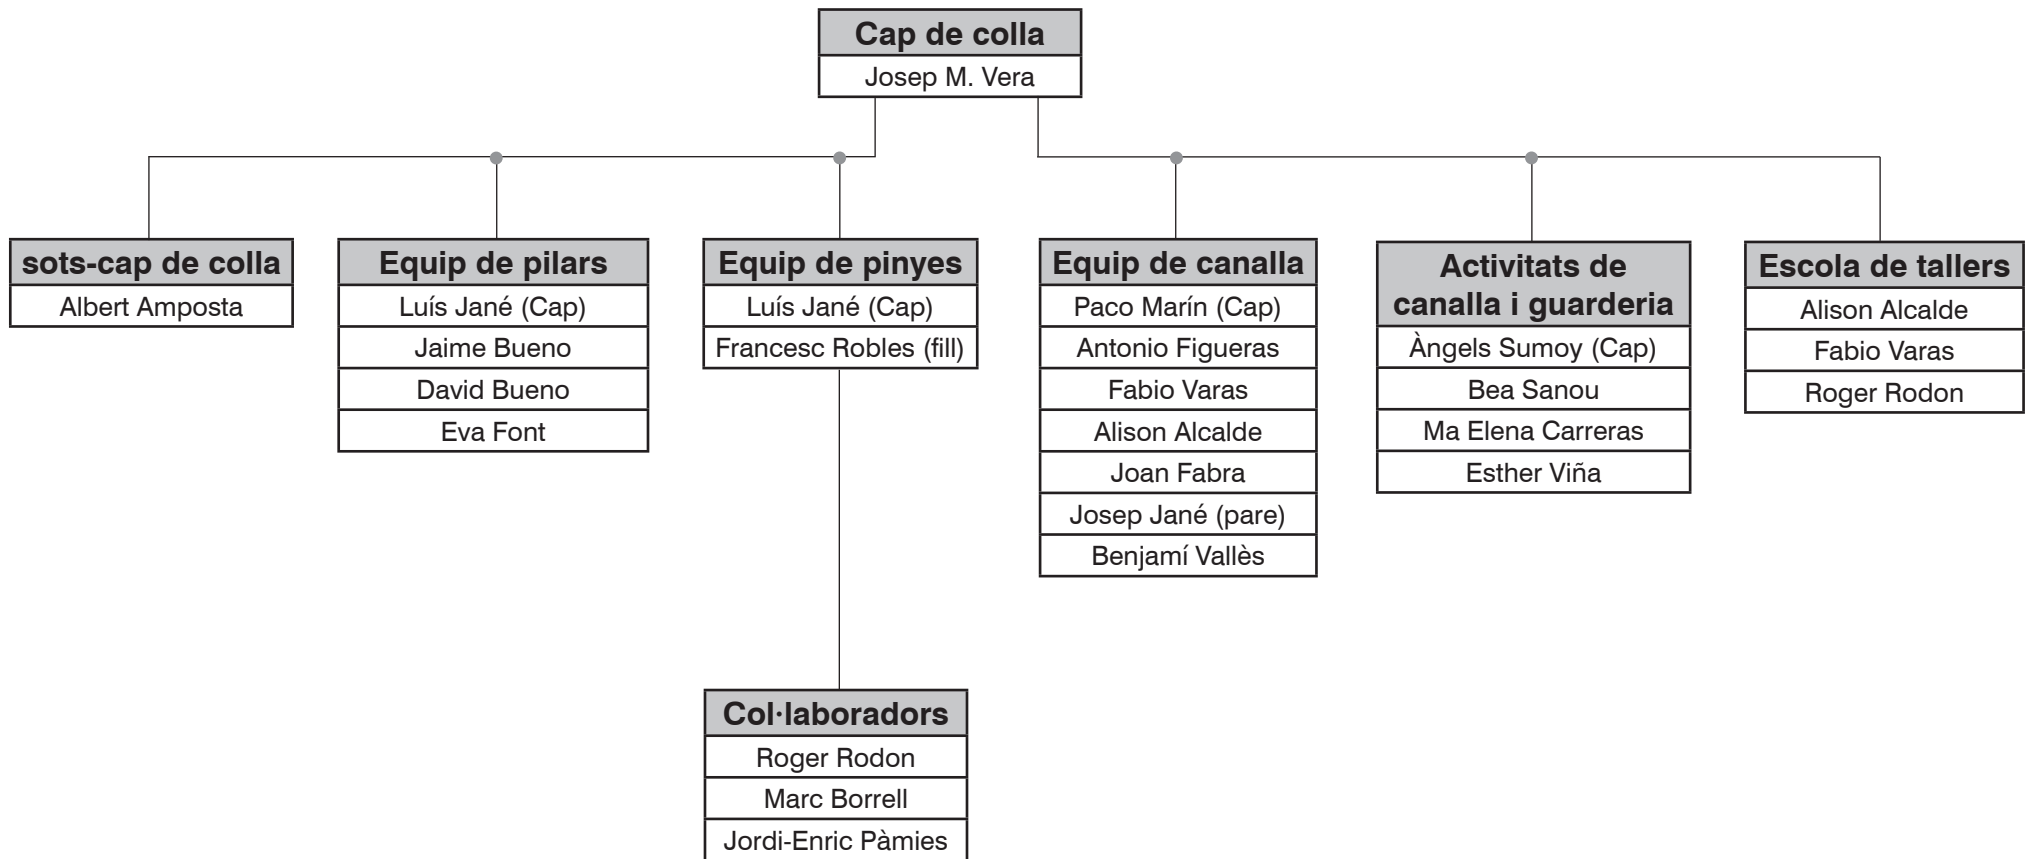 Cap de colla
Josep M. Vera
sots-cap de colla
Albert Amposta
Equip de pilars
Luís Jané (Cap)
Jaime Bueno
David Bueno
Eva Font
Equip de pinyes
Luís Jané (Cap)
Francesc Robles (fill)
Equip de canalla
Paco Marín (Cap)
Antonio Figueras
Fabio Varas
Alison Alcalde
Joan Fabra
Josep Jané (pare)
Benjamí Vallès
Activitats de
canalla i guarderia
Àngels Sumoy (Cap)
Bea Sanou
Ma Elena Carreras
Esther Viña
Escola de tallers
Alison Alcalde
Fabio Varas
Roger Rodon
Col·laboradors
Roger Rodon
Marc Borrell
Jordi-Enric Pàmies